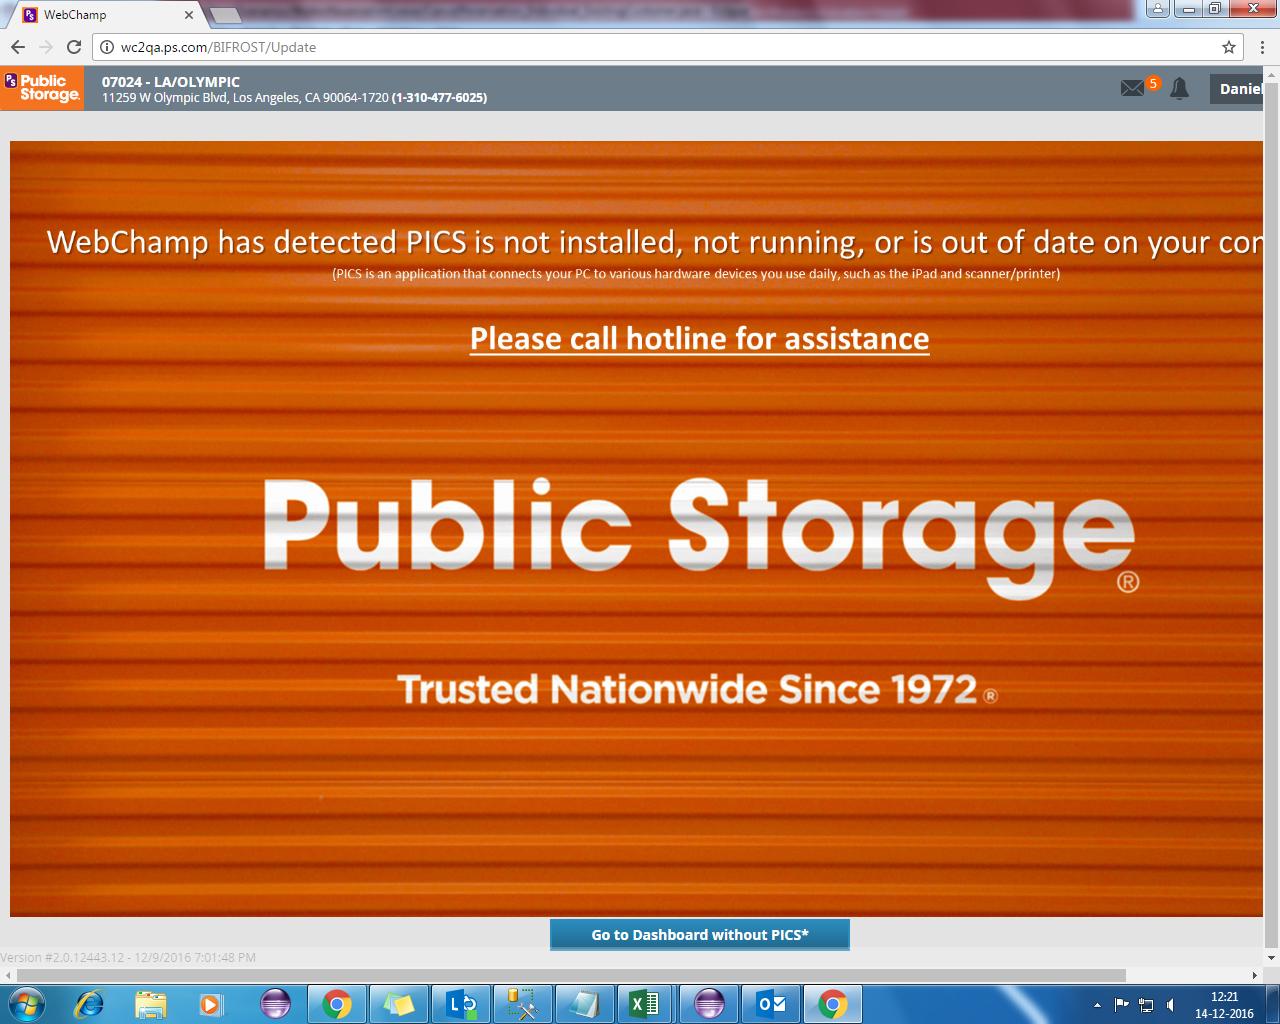 WebChamp
wc2qa.ps.com/BIFROST/Update
PS Public Storage.
07024 - LA/OLYMPIC
11259 W Olympic Blvd, Los Angeles, CA 90064-1720 (1-310-477-6025)
5
Daniel
WebChamp has detected PICS is not installed, not running, or is out of date on your con
(PICS is an application that connects your PC to various hardware devices you use daily, such as the iPad and scanner/printer)
Please call hotline for assistance
Public Storage®
Trusted Nationwide Since 1972®
Go to Dashboard without PICS*
Version #2.0.12443.12 - 12/9/2016 7:01:48 PM
12:21
14-12-2016